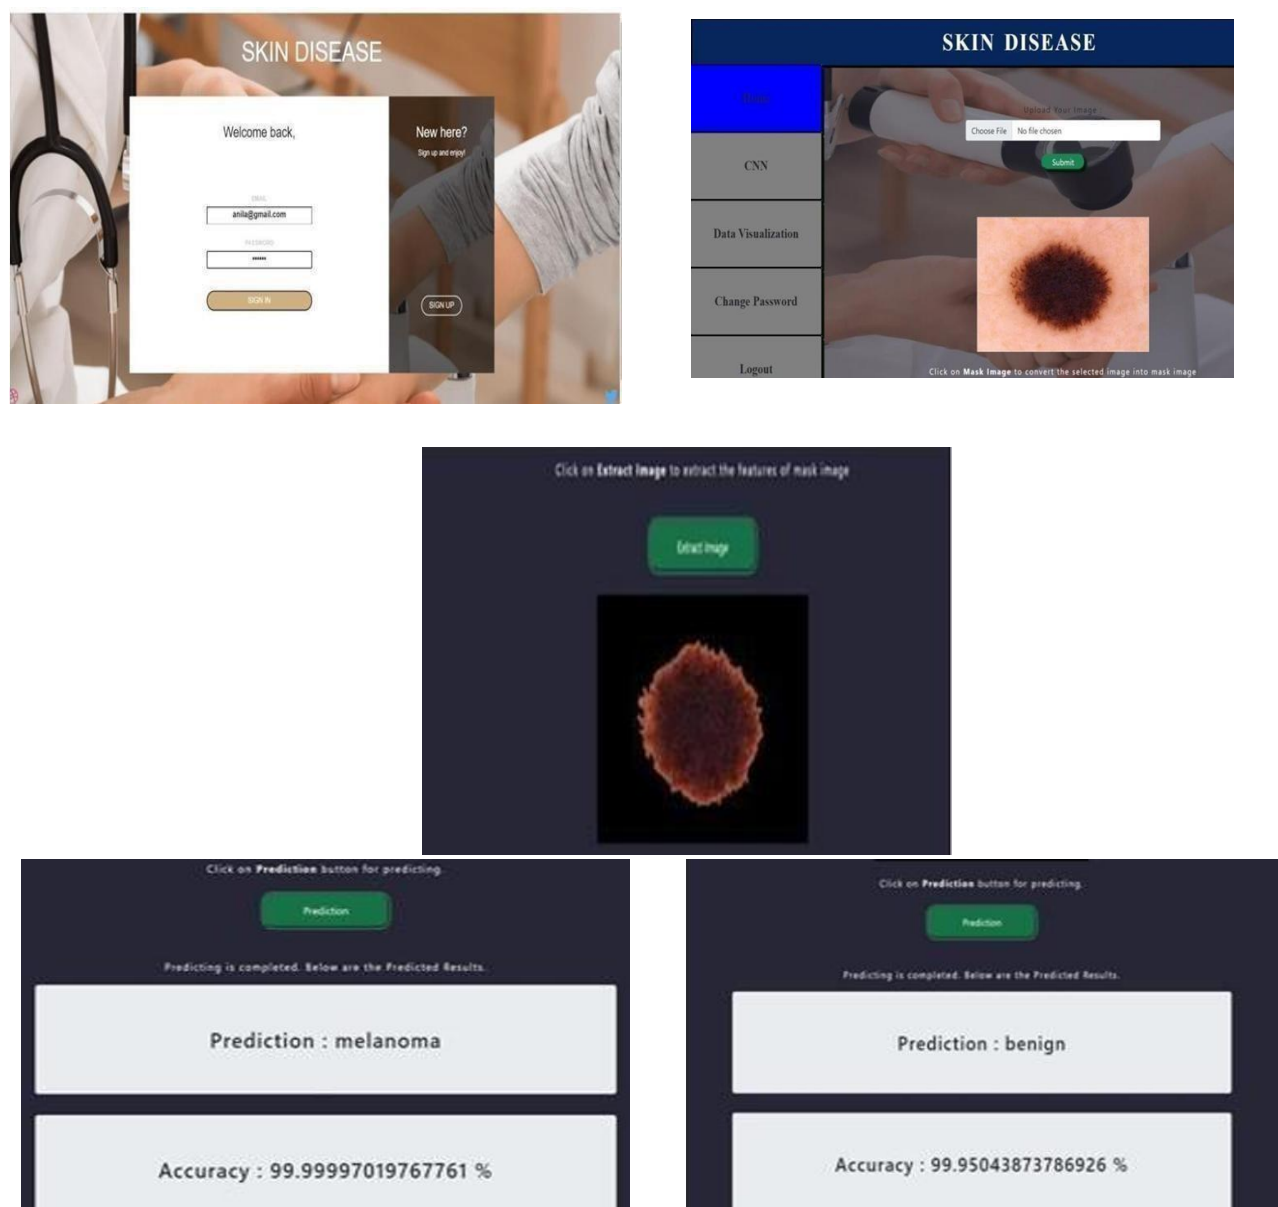 SKIN DISEASE
Welcome back,
EMAIL
anila@gmail.com
PASSWORD
SIGN IN
New here?
Sign up and enjoy!
SIGN UP
SKIN DISEASE
Home
CNN
Data Visualization
Change Password
Logout
Upload Your Image :
Choose File No file chosen
Submit
Click on Mask Image to convert the selected image into mask image
Click on Extract Image to extract the features of mask image
Extract Image
Click on Prediction button for predicting.
Prediction
Predicting is completed. Below are the Predicted Results.
Prediction : melanoma
Accuracy : 99.99997019767761 %
Click on Prediction button for predicting.
Prediction
Predicting is completed. Below are the Predicted Results.
Prediction : benign
Accuracy : 99.95043873786926 %